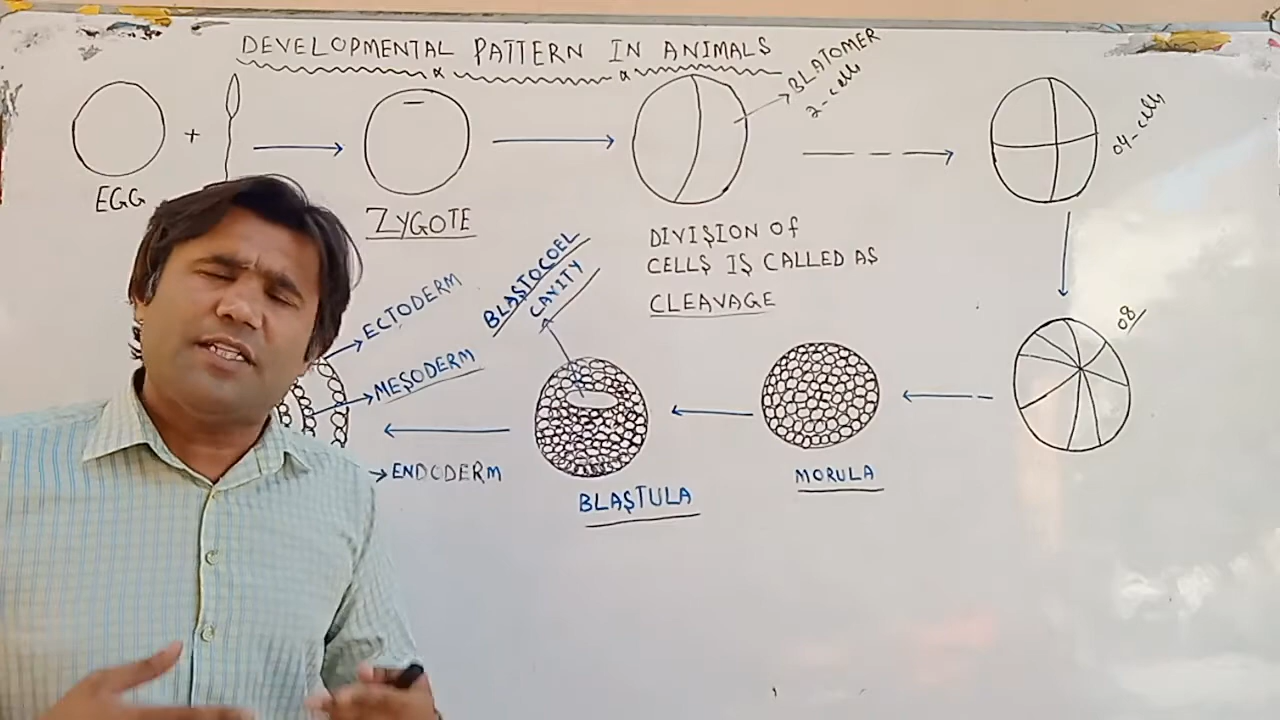 DEVELOPMENTAL PATTERN IN ANIMALS
EGG
+
ZYGOTE
BLATOMER
2-cells
04-cells
DIVISION Of
CELLS IS CALLED AS
CLEAVAGE
08
MORULA
BLASTULA
BLASTOCOEL
CAVITY
ECTODERM
MESODERM
ENDODERM